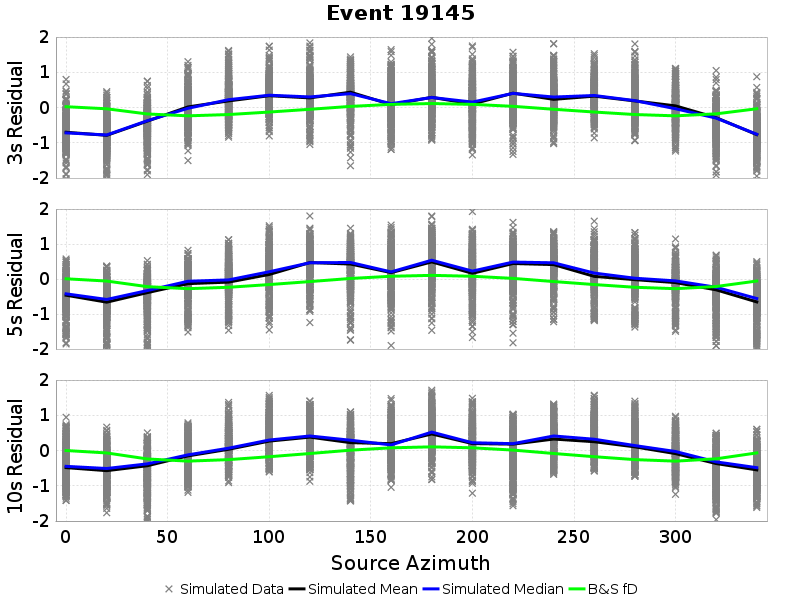 Event 19145
3s Residual
2
1
0
-1
-2
5s Residual
2
1
0
-1
-2
10s Residual
2
1
0
-1
-2
0 50 100 150 200 250 300
Source Azimuth
Simulated Data Simulated Mean Simulated Median B&S fD